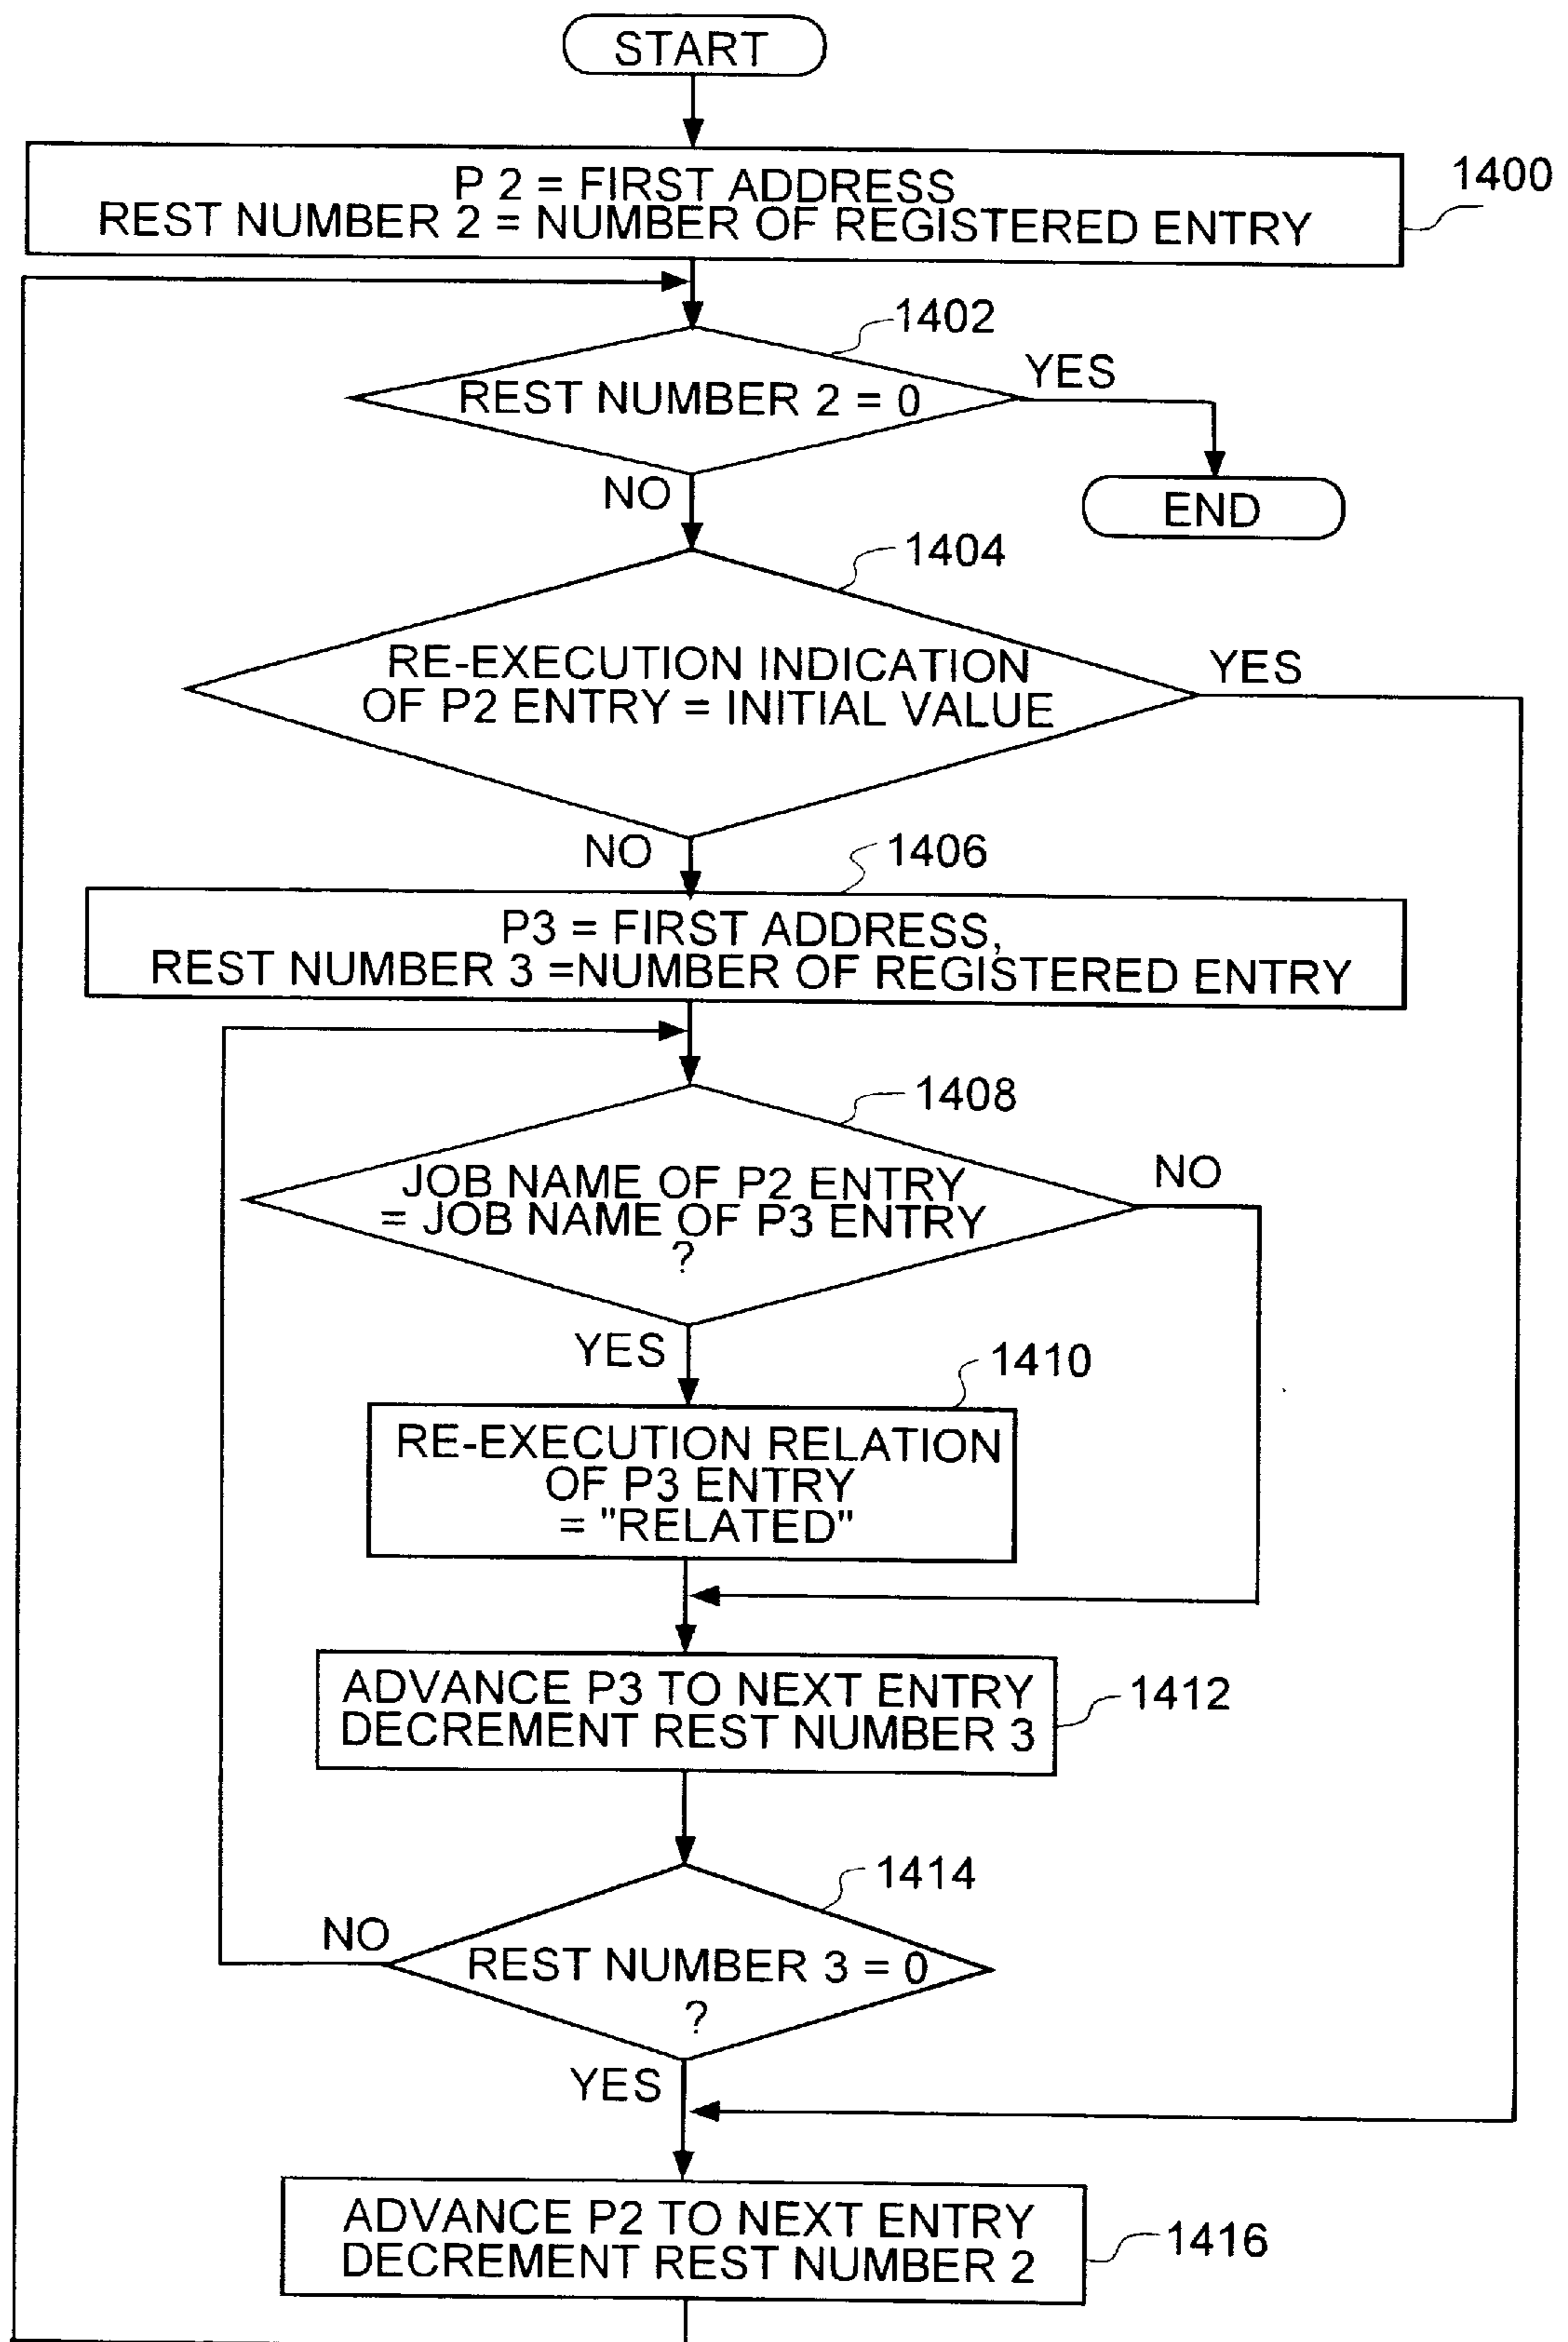 START
P 2 = FIRST ADDRESS
REST NUMBER 2 = NUMBER OF REGISTERED ENTRY
1400
1402
REST NUMBER 2 = 0
YES
NO
END
1404
RE-EXECUTION INDICATION
OF P2 ENTRY = INITIAL VALUE
YES
NO
1406
P3 = FIRST ADDRESS,
REST NUMBER 3 =NUMBER OF REGISTERED ENTRY
1408
JOB NAME OF P2 ENTRY
= JOB NAME OF P3 ENTRY
?
NO
YES
1410
RE-EXECUTION RELATION
OF P3 ENTRY
= "RELATED"
ADVANCE P3 TO NEXT ENTRY
DECREMENT REST NUMBER 3
1412
1414
NO
REST NUMBER 3 = 0
?
YES
ADVANCE P2 TO NEXT ENTRY
DECREMENT REST NUMBER 2
1416